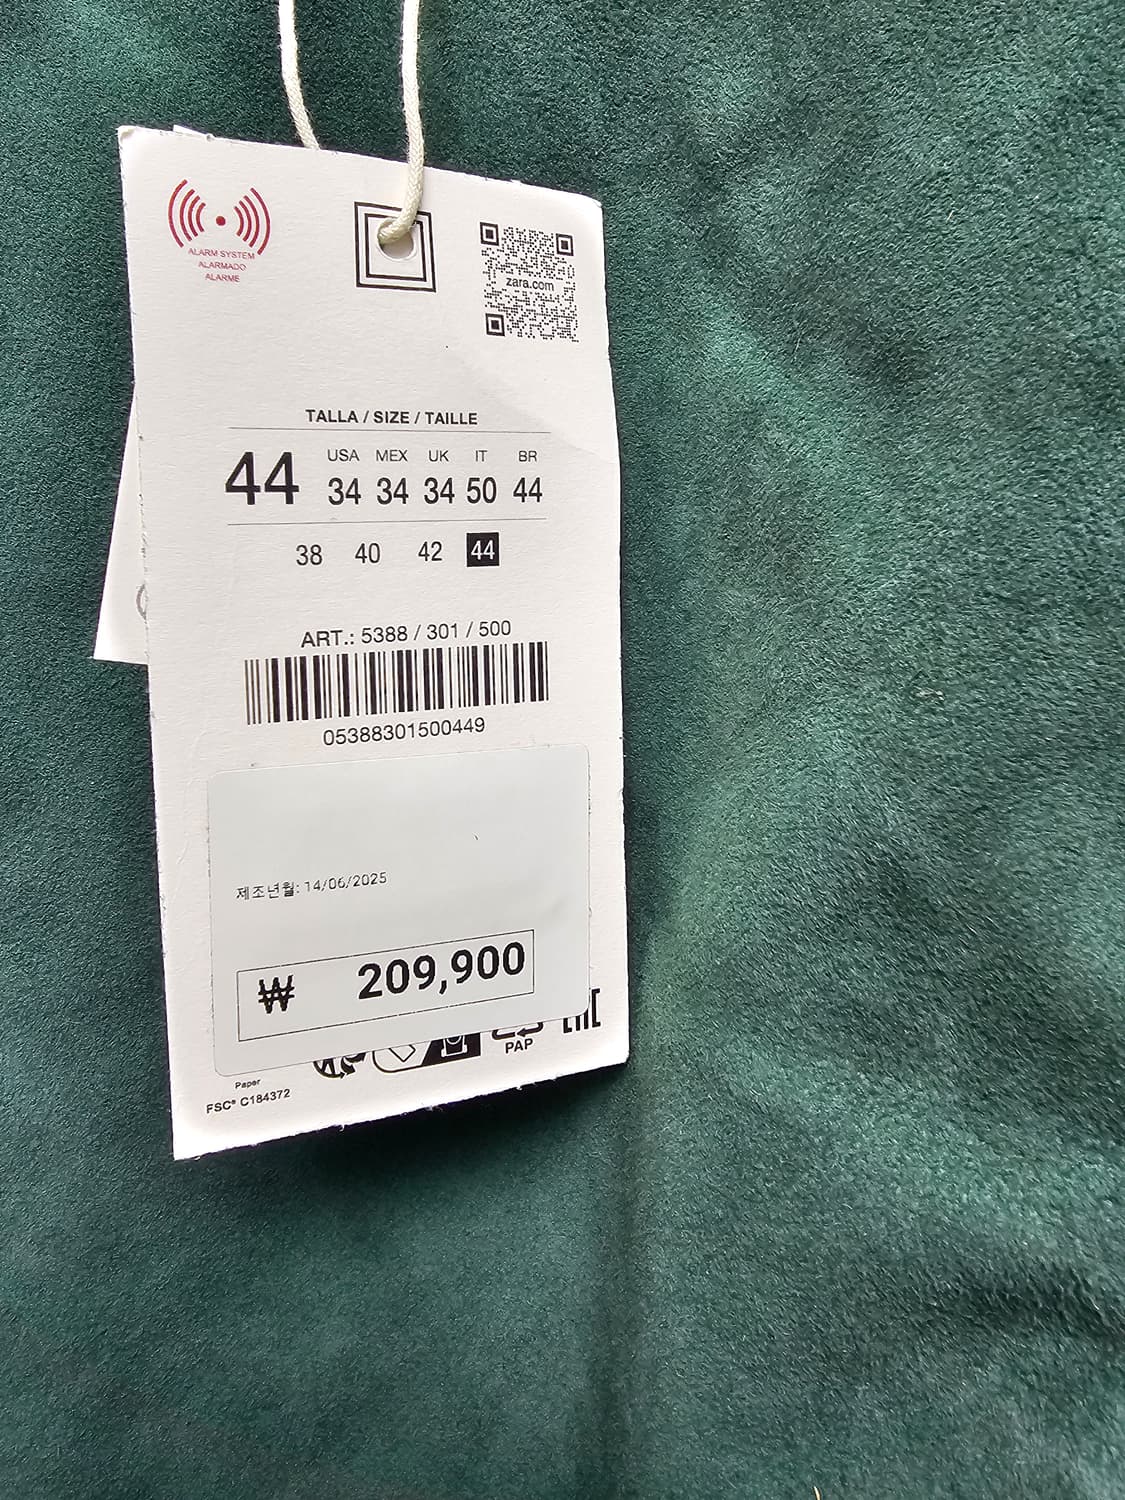 ALARM SYSTEM
ALARMADO
ALARME
zara.com
TALLA / SIZE / TAILLE
44
USA MEX UK IT BR
34 34 34 50 44
38 40 42 44
ART.: 5388 / 301 / 500
05388301500449
제조년월: 14/06/2025
₩ 209,900
PAP
Paper
FSC® C184372